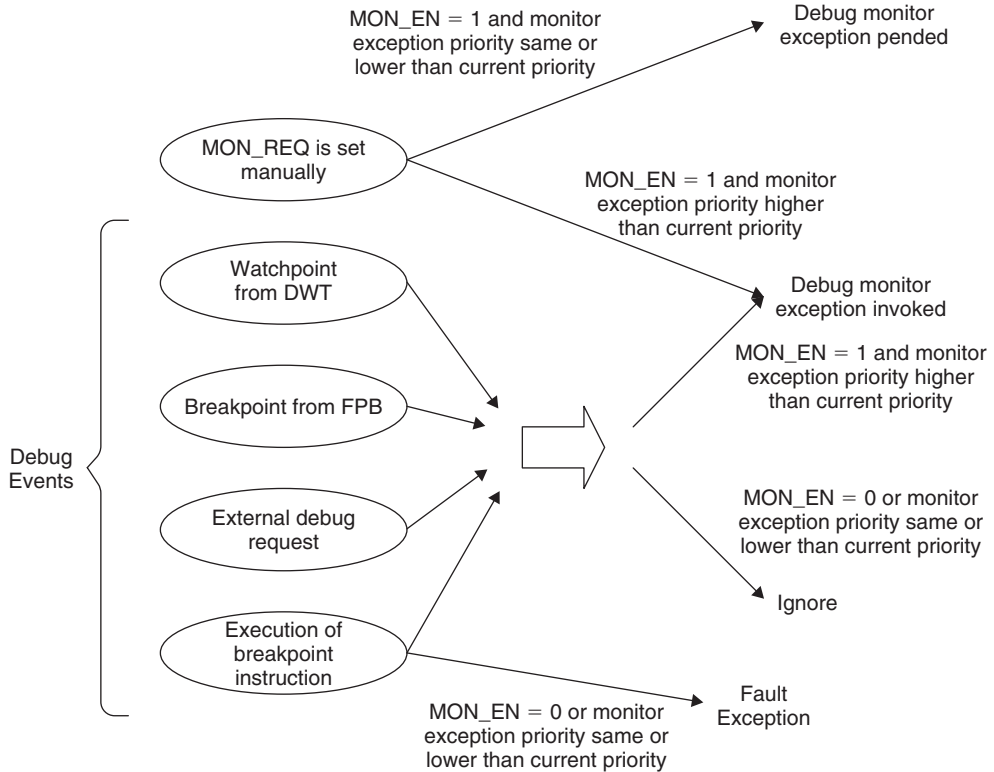 MON_EN = 1 and monitor
exception priority same or
lower than current priority
Debug monitor
exception pended
MON_REQ is set
manually
MON_EN = 1 and monitor
exception priority higher
than current priority
Watchpoint
from DWT
Debug monitor
exception invoked
MON_EN = 1 and monitor
exception priority higher
than current priority
Breakpoint from FPB
Debug
Events
External debug
request
MON_EN = 0 or monitor
exception priority same or
lower than current priority
Ignore
Execution of
breakpoint
instruction
Fault
Exception
MON_EN = 0 or monitor
exception priority same or
lower than current priority